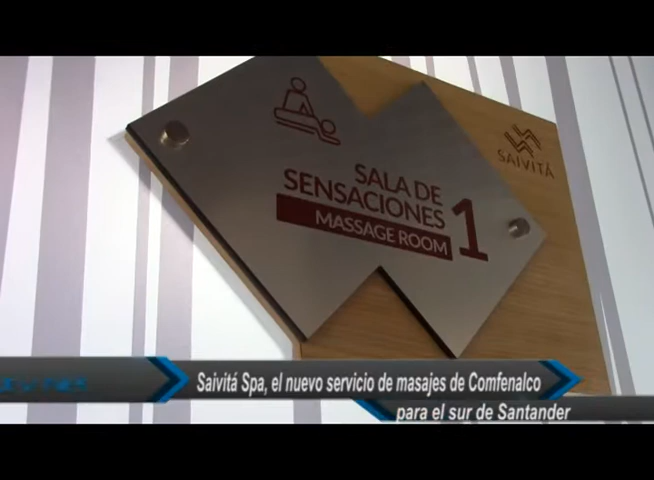 SAIVITÁ
SALA DE
SENSACIONES
1
MASSAGE ROOM
Saivitá Spa, el nuevo servicio de masajes de Comfenalco
para el sur de Santander